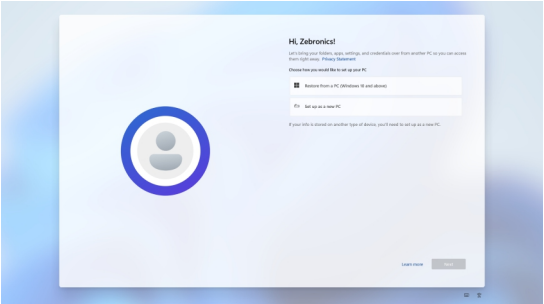 Hi, Zebronics!
Let's bring your folders, apps, settings, and credentials over from another PC so you can access
them right away. Privacy Statement
Choose how you would like to set up your PC
Restore from a PC (Windows 10 and above)
Set up as a new PC
If your info is stored on another type of device, you'll need to set up as a new PC.
Learn more
Next